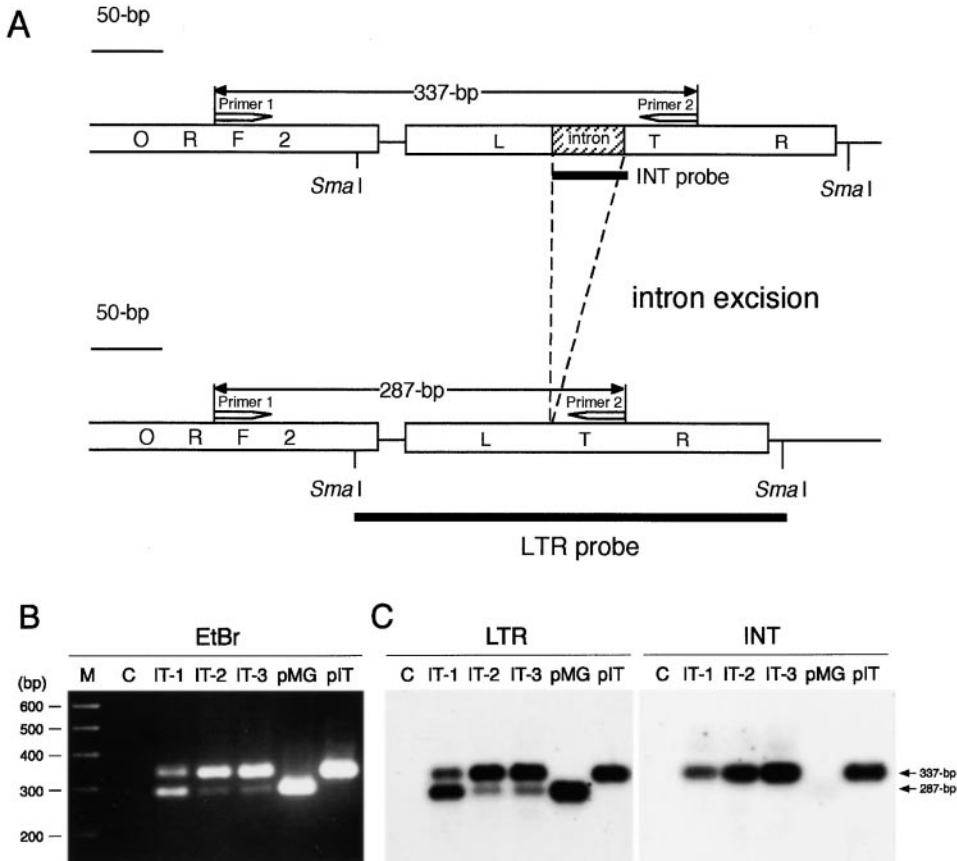 A
50-bp
337-bp
Primer 1
Primer 2
O R F 2
L intron T R
Sma I
INT probe
Sma I
intron excision
50-bp
287-bp
Primer 1
Primer 2
O R F 2
L T R
Sma I
Sma I
LTR probe
B
EtBr
(bp) M C IT-1 IT-2 IT-3 pMG pIT
600
500
400
300
200
C
LTR
C IT-1 IT-2 IT-3 pMG pIT
INT
C IT-1 IT-2 IT-3 pMG pIT
337-bp
287-bp